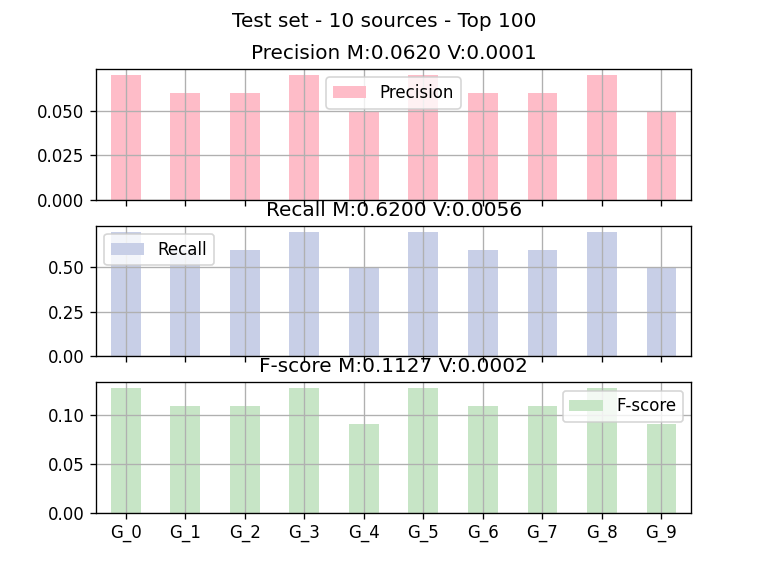 Test set - 10 sources - Top 100
Precision M:0.0620 V:0.0001
Precision
0.050
0.025
0.000
Recall M:0.6200 V:0.0056
Recall
0.50
0.25
0.00
F-score M:0.1127 V:0.0002
F-score
0.10
0.05
0.00
G_0 G_1 G_2 G_3 G_4 G_5 G_6 G_7 G_8 G_9